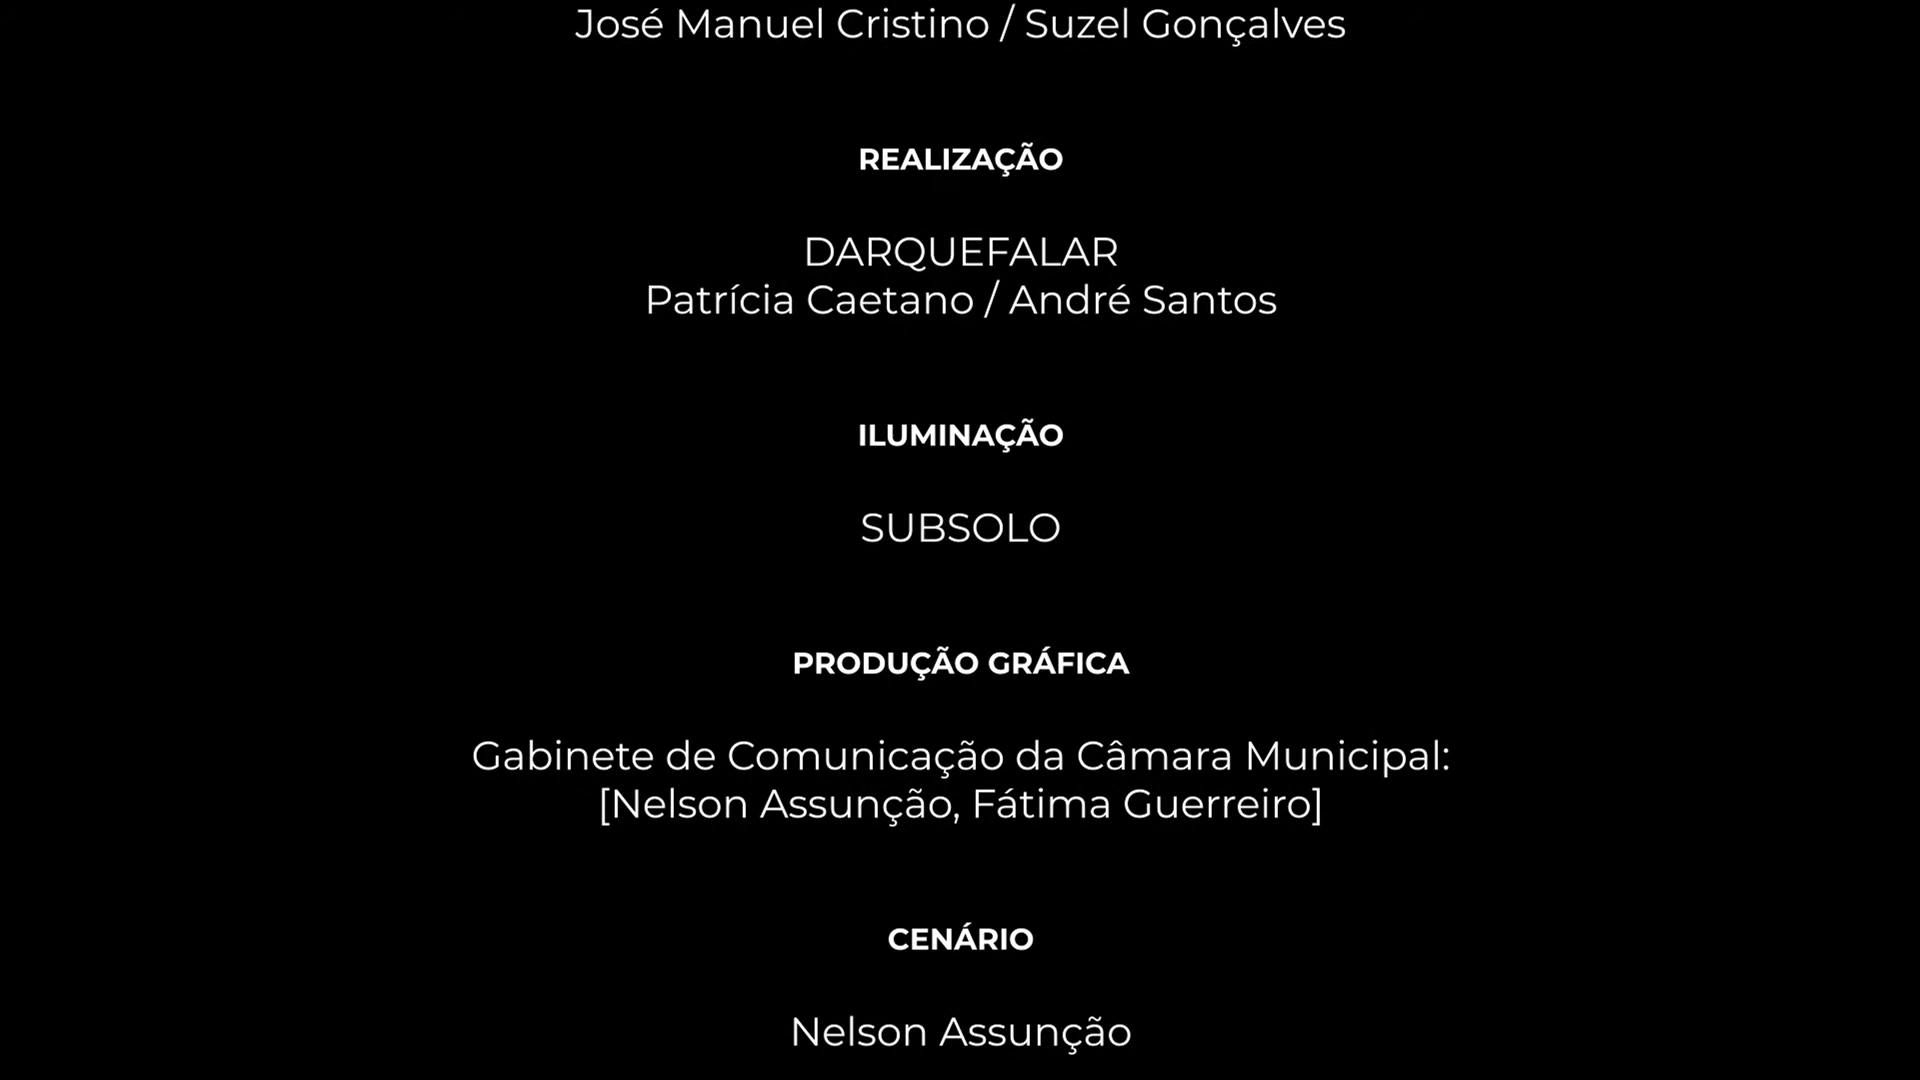 José Manuel Cristino / Suzel Gonçalves
REALIZAÇÃO
DARQUEFALAR
Patrícia Caetano / André Santos
ILUMINAÇÃO
SUBSOLO
PRODUÇÃO GRÁFICA
Gabinete de Comunicação da Câmara Municipal:
[Nelson Assunção, Fátima Guerreiro]
CENÁRIO
Nelson Assunção